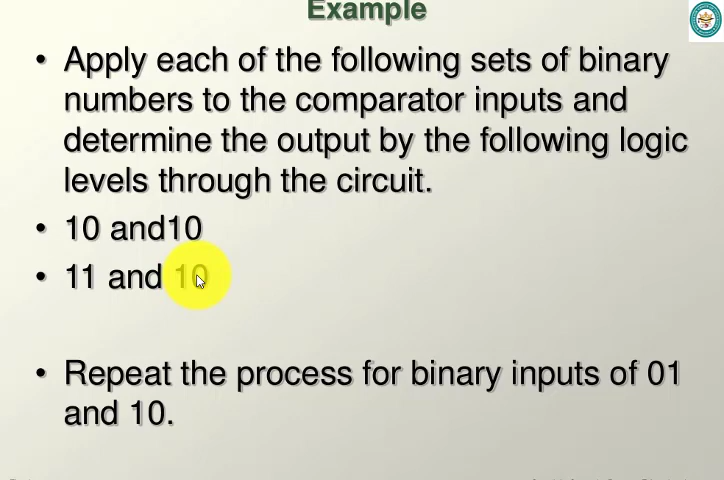 Example
• Apply each of the following sets of binary
numbers to the comparator inputs and
determine the output by the following logic
levels through the circuit.
• 10 and10
• 11 and 10
• Repeat the process for binary inputs of 01
and 10.